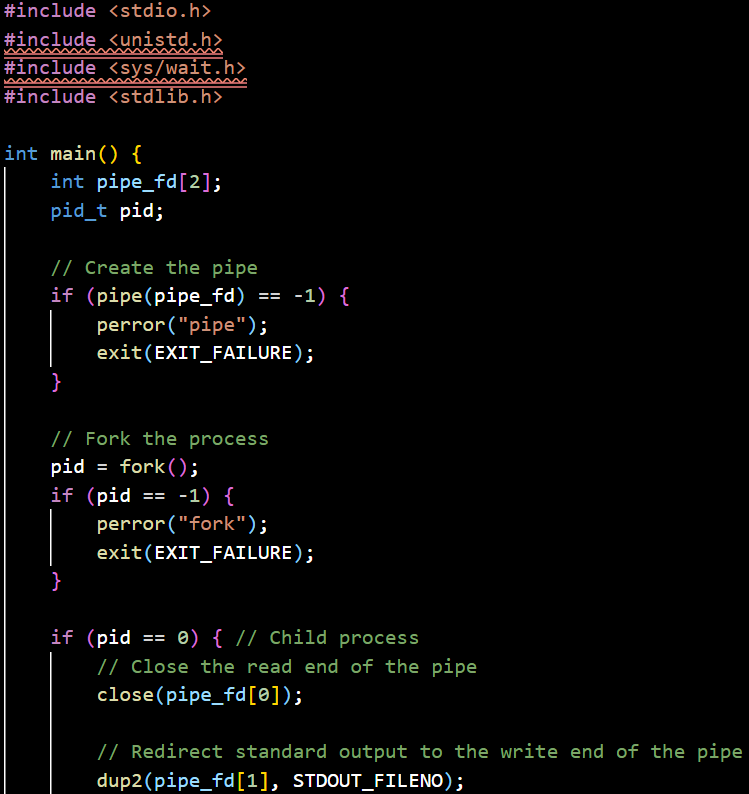 #include <stdio.h>
#include <unistd.h>
#include <sys/wait.h>
#include <stdlib.h>

int main() {
    int pipe_fd[2];
    pid_t pid;

    // Create the pipe
    if (pipe(pipe_fd) == -1) {
        perror("pipe");
        exit(EXIT_FAILURE);
    }

    // Fork the process
    pid = fork();
    if (pid == -1) {
        perror("fork");
        exit(EXIT_FAILURE);
    }

    if (pid == 0) { // Child process
        // Close the read end of the pipe
        close(pipe_fd[0]);

        // Redirect standard output to the write end of the pipe
        dup2(pipe_fd[1], STDOUT_FILENO);